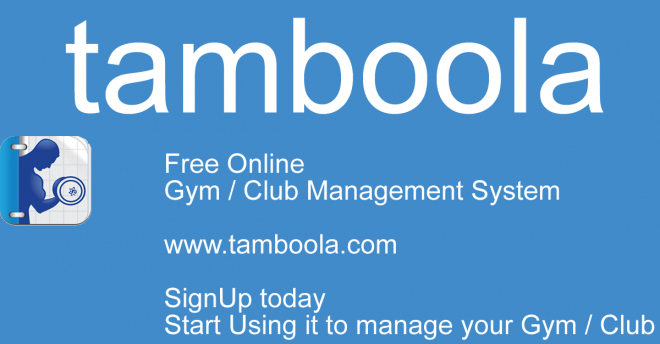 tamboola
Free Online
Gym / Club Management System
www.tamboola.com
SignUp today
Start Using it to manage your Gym / Club